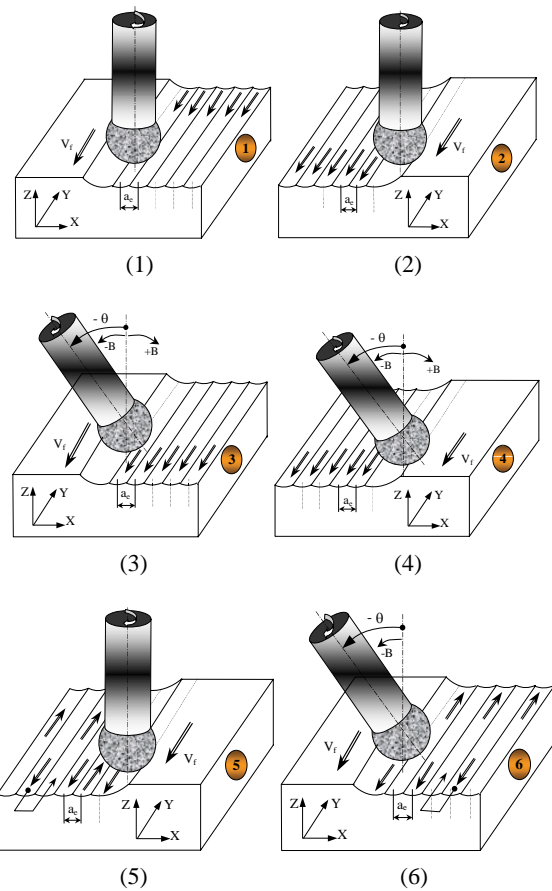 V_f
1
Z
Y
X
a_e
(1)
V_f
2
Z
Y
X
a_e
(2)
- θ
-B
+B
V_f
3
Z
Y
X
a_e
(3)
- θ
-B
+B
V_f
4
Z
Y
X
a_e
(4)
V_f
5
Z
Y
X
a_e
(5)
- θ
-B
V_f
6
Z
Y
X
a_e
(6)